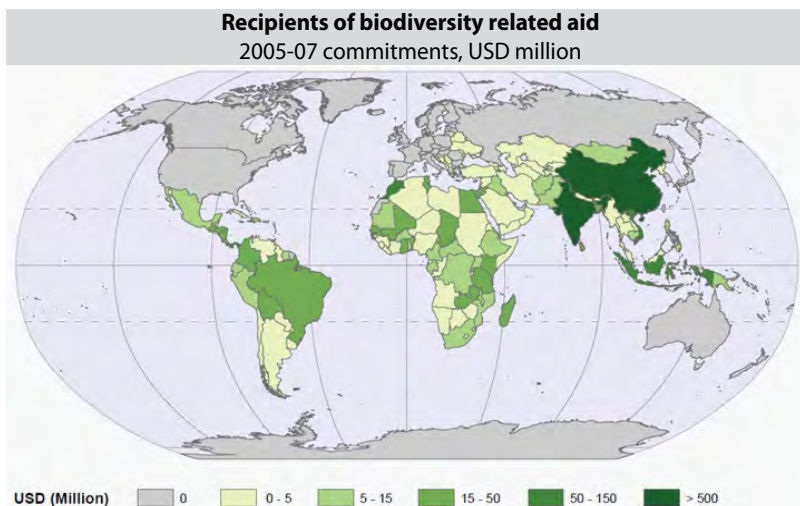 Recipients of biodiversity related aid
2005-07 commitments, USD million
USD (Million) 0 0 - 5 5 - 15 15 - 50 50 - 150 > 500